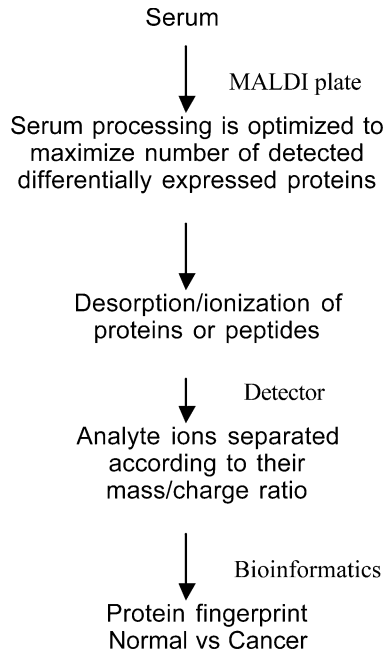 Serum
MALDI plate
Serum processing is optimized to
maximize number of detected
differentially expressed proteins
Desorption/ionization of
proteins or peptides
Detector
Analyte ions separated
according to their
mass/charge ratio
Bioinformatics
Protein fingerprint
Normal vs Cancer